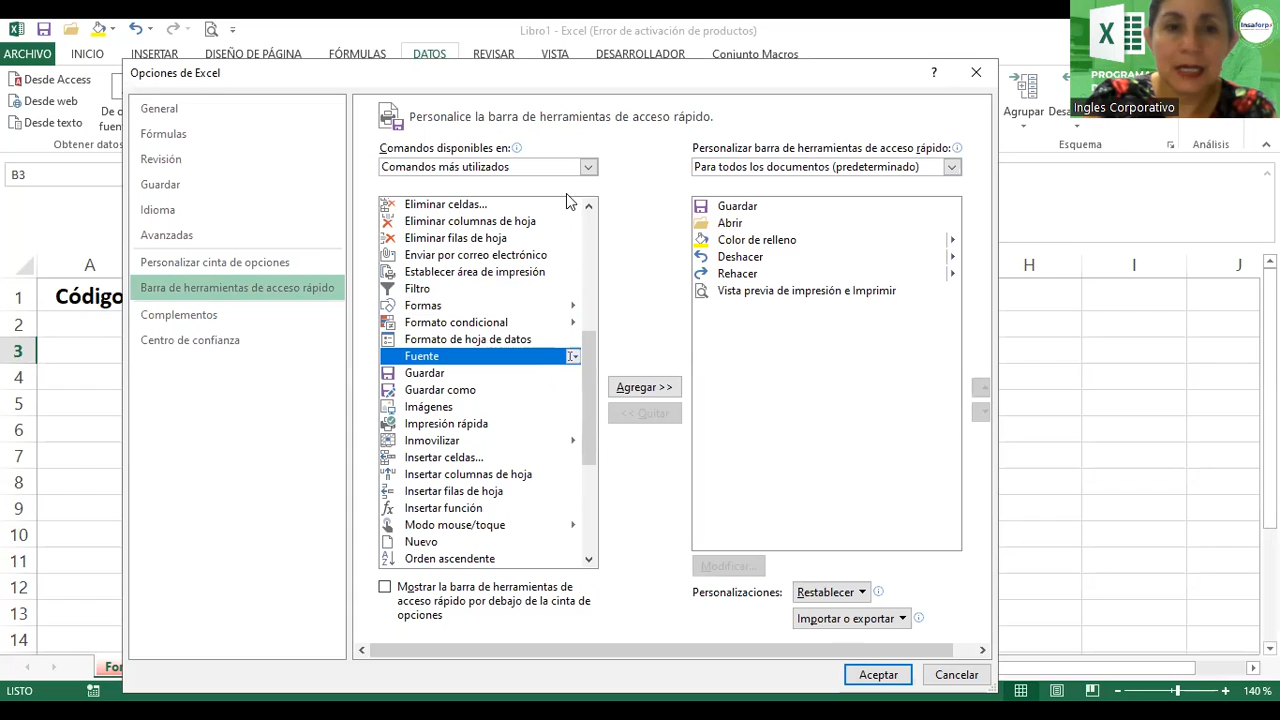 Libro1 - Excel (Error de activación de productos)
ARCHIVO INICIO INSERTAR DISEÑO DE PÁGINA FÓRMULAS DATOS REVISAR VISTA DESARROLLADOR Conjunto Macros
Desde Access
Desde web
Desde texto
De o
fuen
Obtener datos
Opciones de Excel
?
General
Fórmulas
Revisión
Guardar
Idioma
Avanzadas
Personalizar cinta de opciones
Barra de herramientas de acceso rápido
Complementos
Centro de confianza
Personalice la barra de herramientas de acceso rápido.
Comandos disponibles en:
Comandos más utilizados
Eliminar celdas...
Eliminar columnas de hoja
Eliminar filas de hoja
Enviar por correo electrónico
Establecer área de impresión
Filtro
Formas
Formato condicional
Formato de hoja de datos
Fuente
Guardar
Guardar como
Imágenes
Impresión rápida
Inmovilizar
Insertar celdas...
Insertar columnas de hoja
Insertar filas de hoja
Insertar función
Modo mouse/toque
Nuevo
Orden ascendente
Mostrar la barra de herramientas de
acceso rápido por debajo de la cinta de
opciones
Agregar >>
<< Quitar
Personalizar barra de herramientas de acceso rápido:
Para todos los documentos (predeterminado)
Guardar
Abrir
Color de relleno
Deshacer
Rehacer
Vista previa de impresión e Imprimir
Modificar...
Personalizaciones: Restablecer
Importar o exportar
Aceptar
Cancelar
PROGRAMA
Insaforp
Ingles Corporativo
Agrupar
Desa
Esquema
Análisis
B3
A H I J
1 Código
2
3
4
5
6
7
8
9
10
11
12
13
14
For
LISTO
140 %